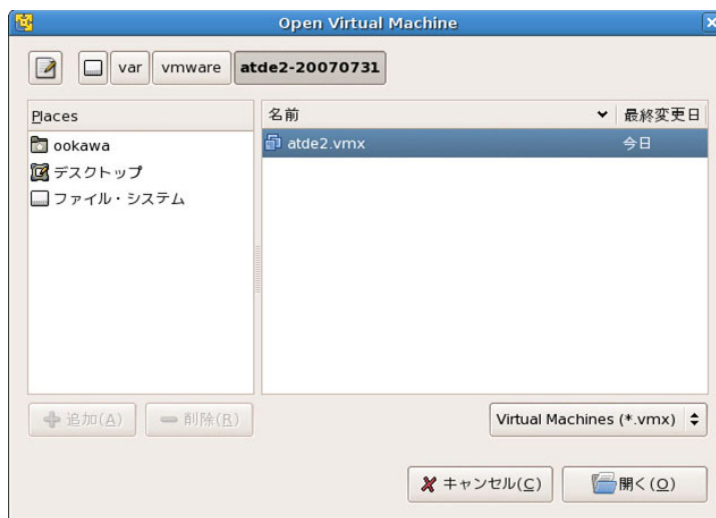 Open Virtual Machine
var vmware atde2-20070731
Places
名前 最終変更日
ookawa
デスクトップ
ファイル・システム
atde2.vmx 今日
追加(A) 削除(R)
Virtual Machines (*.vmx)
キャンセル(C) 開く(O)